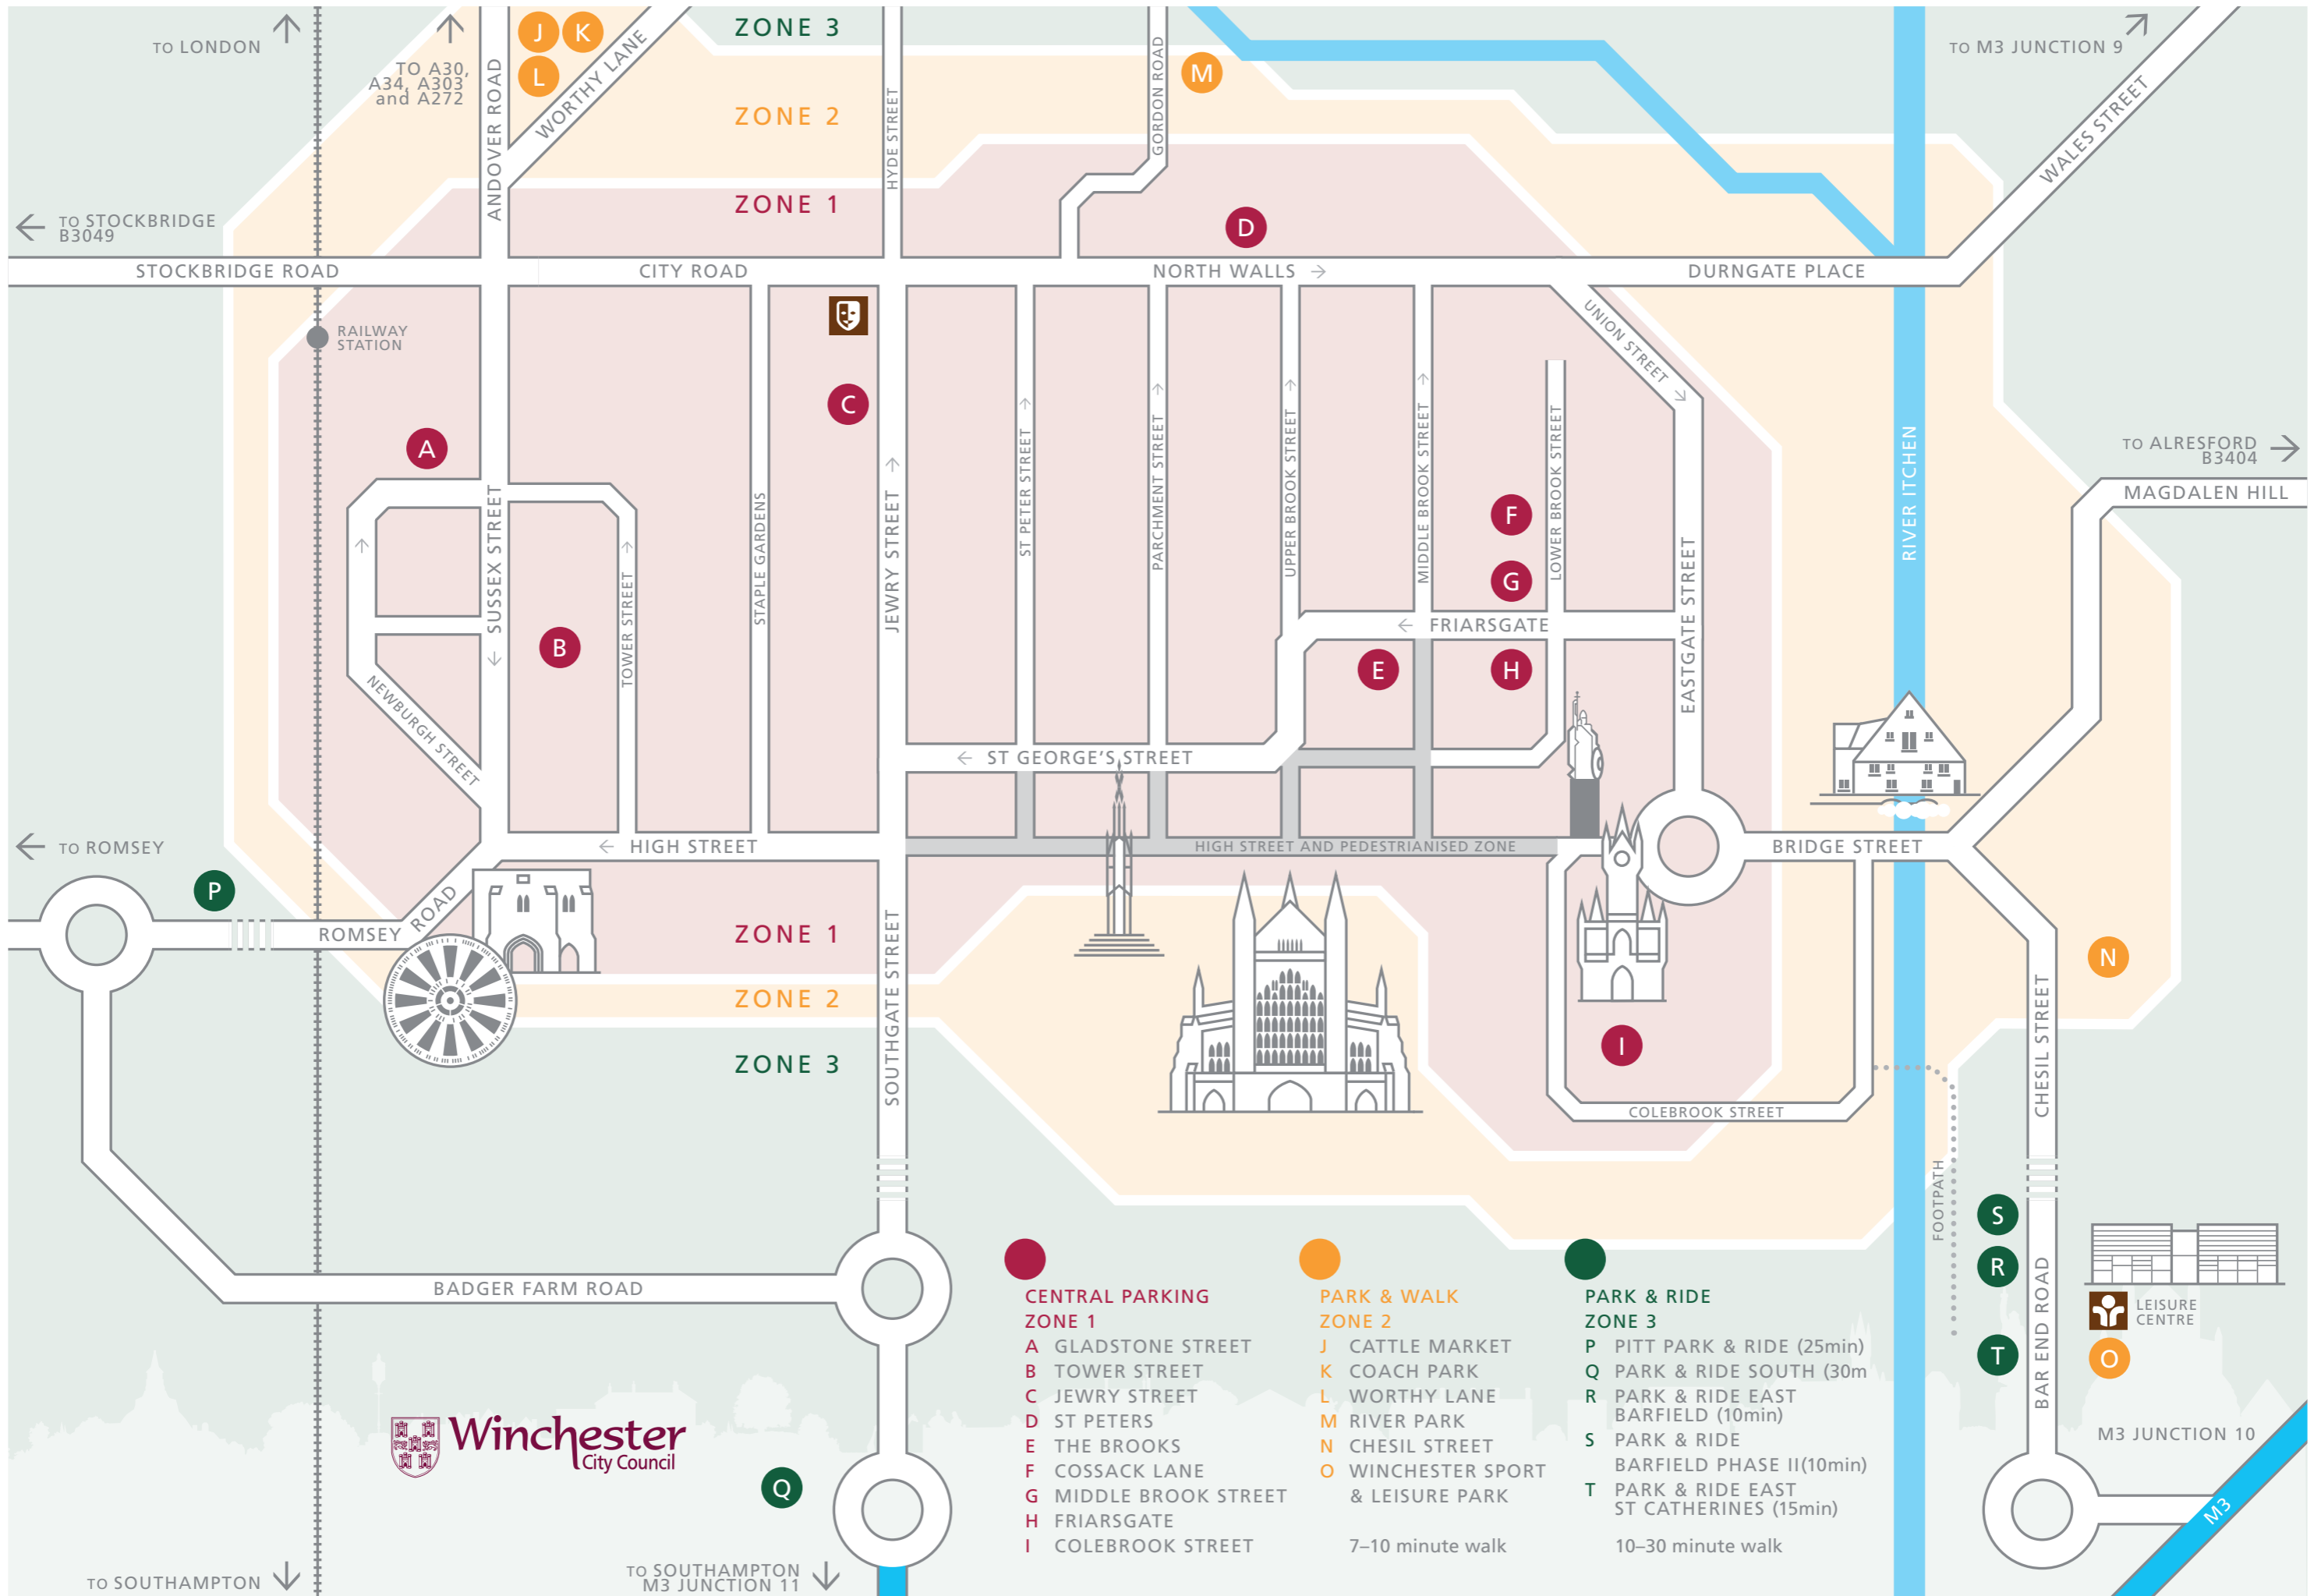 TO LONDON
TO A30,
A34, A303
and A272
ANDOVER ROAD
J
K
L
WORTHY LANE
ZONE 3
ZONE 2
ZONE 1
HYDE STREET
GORDON ROAD
M
D
TO M3 JUNCTION 9
WALES STREET
TO STOCKBRIDGE
B3049
STOCKBRIDGE ROAD
CITY ROAD
NORTH WALLS
DURNGATE PLACE
RAILWAY
STATION
UNION STREET
C
A
B
SUSSEX STREET
TOWER STREET
STAPLE GARDENS
JEWRY STREET
ST PETER STREET
PARCHMENT STREET
UPPER BROOK STREET
MIDDLE BROOK STREET
LOWER BROOK STREET
F
G
FRIARSGATE
E
H
EASTGATE STREET
RIVER ITCHEN
TO ALRESFORD
B3404
MAGDALEN HILL
NEWBURGH STREET
ST GEORGE'S STREET
TO ROMSEY
HIGH STREET
HIGH STREET AND PEDESTRIANISED ZONE
BRIDGE STREET
P
ROMSEY ROAD
ZONE 1
ZONE 2
ZONE 3
SOUTHGATE STREET
I
COLEBROOK STREET
N
CHESIL STREET
FOOTPATH
S
R
T
BAR END ROAD
LEISURE
CENTRE
O
M3 JUNCTION 10
M3
BADGER FARM ROAD
Winchester
City Council
Q
TO SOUTHAMPTON
TO SOUTHAMPTON
M3 JUNCTION 11
CENTRAL PARKING
ZONE 1
A GLADSTONE STREET
B TOWER STREET
C JEWRY STREET
D ST PETERS
E THE BROOKS
F COSSACK LANE
G MIDDLE BROOK STREET
H FRIARSGATE
I COLEBROOK STREET
PARK & WALK
ZONE 2
J CATTLE MARKET
K COACH PARK
L WORTHY LANE
M RIVER PARK
N CHESIL STREET
O WINCHESTER SPORT
& LEISURE PARK
7–10 minute walk
PARK & RIDE
ZONE 3
P PITT PARK & RIDE (25min)
Q PARK & RIDE SOUTH (30m
R PARK & RIDE EAST
BARFIELD (10min)
S PARK & RIDE
BARFIELD PHASE II(10min)
T PARK & RIDE EAST
ST CATHERINES (15min)
10–30 minute walk